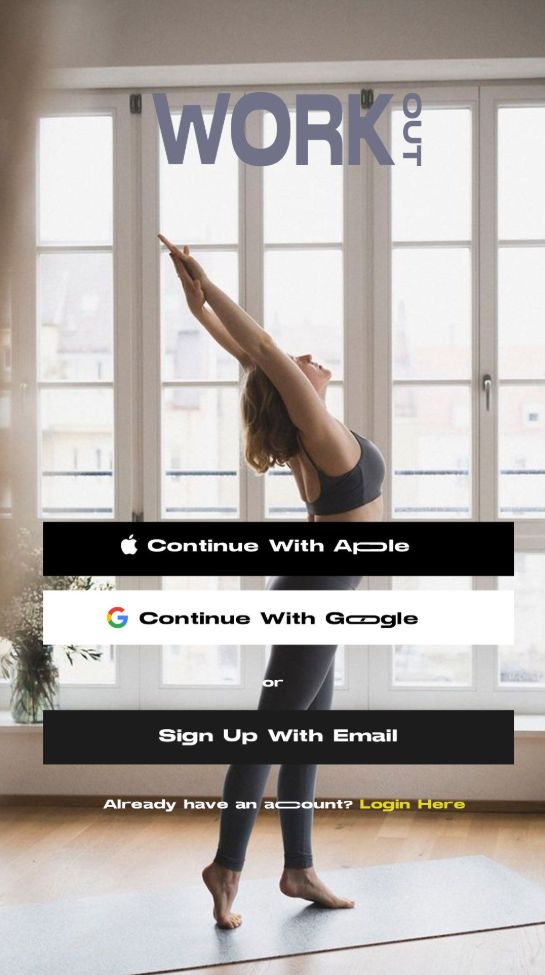 WORK OUT
Continue With Apple
Continue With Google
or
Sign Up With Email
Already have an account? Login Here